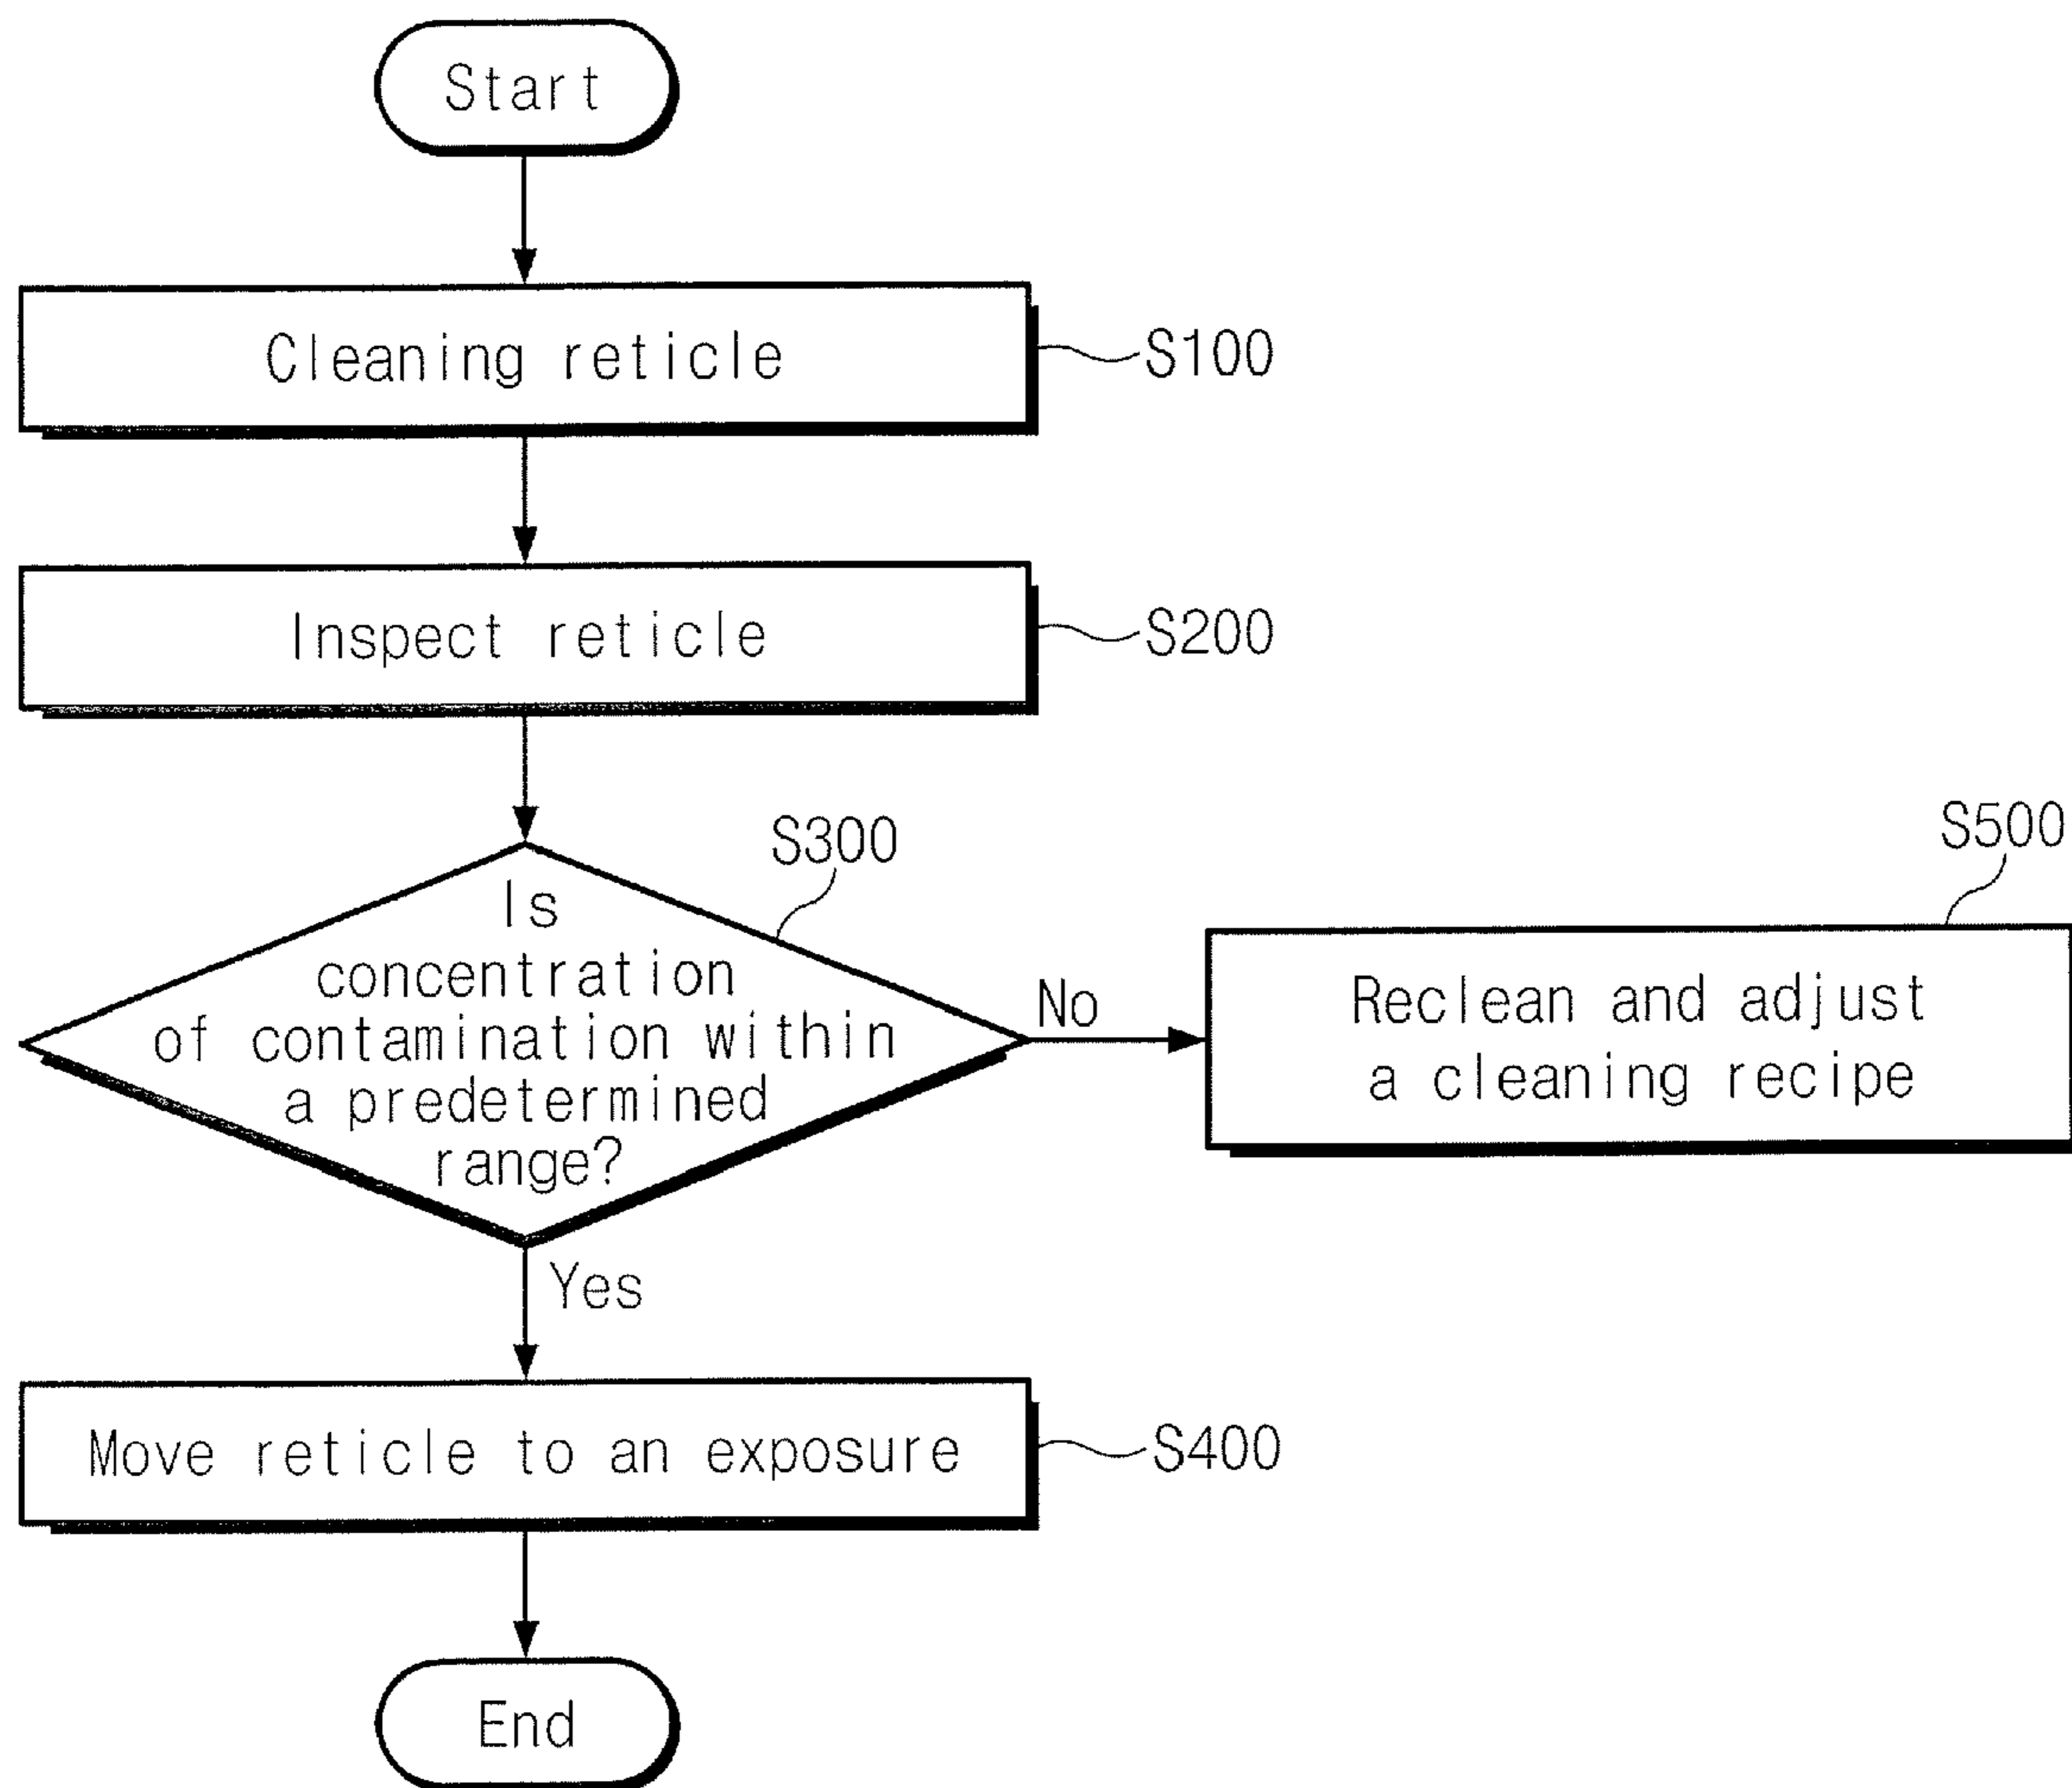 Start
Cleaning reticle
S100
Inspect reticle
S200
S300
Is
concentration
of contamination within
a predetermined
range?
No
S500
Reclean and adjust
a cleaning recipe
Yes
Move reticle to an exposure
S400
End